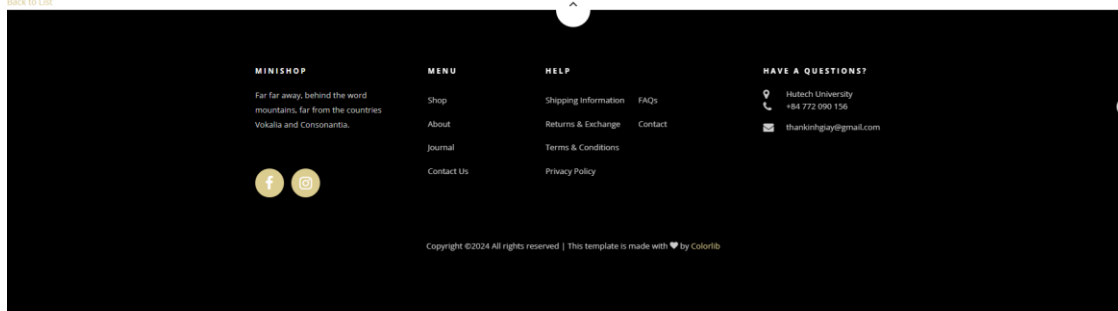 Back to List
MINISHOP
Far far away, behind the word
mountains, far from the countries
Vokalia and Consonantia.
MENU
Shop
About
Journal
Contact Us
HELP
Shipping Information
Returns & Exchange
Terms & Conditions
Privacy Policy
FAQs
Contact
HAVE A QUESTIONS?
Hutech University
+84 772 090 156
thankinhgiay@gmail.com
Copyright ©2024 All rights reserved | This template is made with ♥ by Colorlib